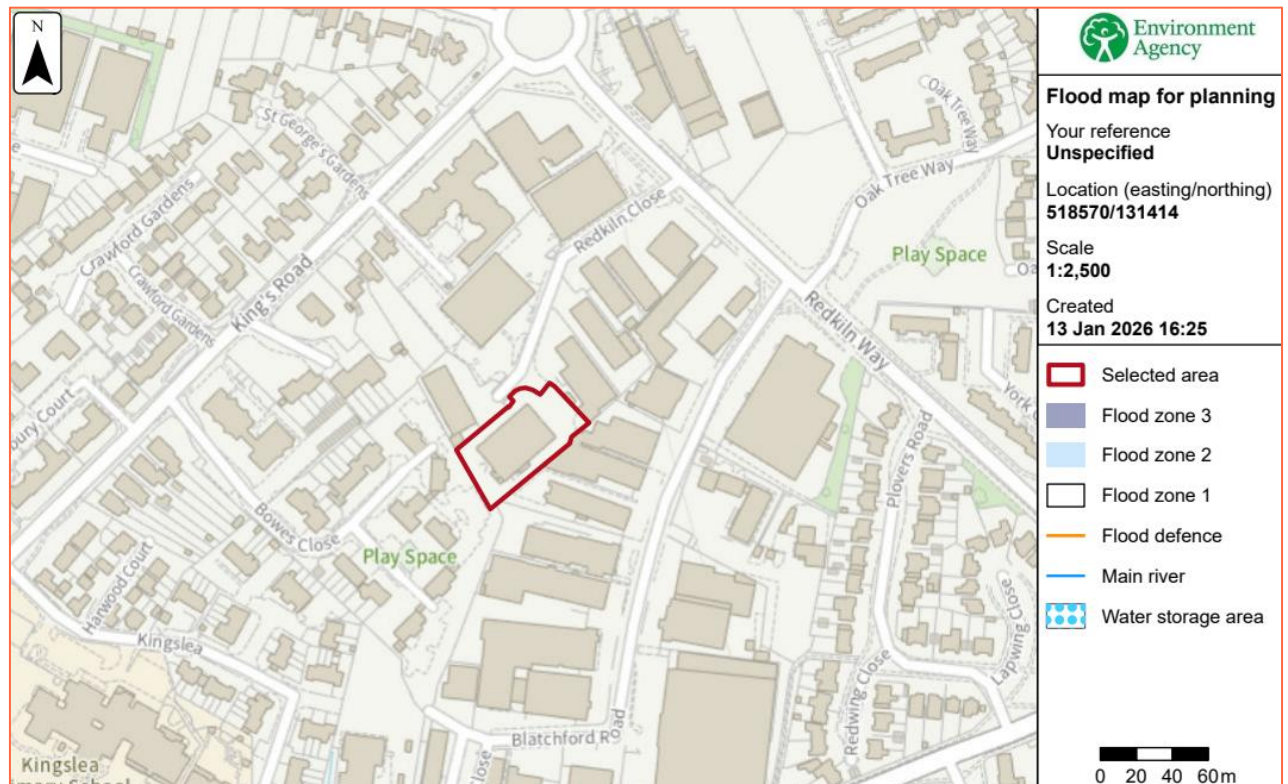 N
St George's Gardens
Crawford Gardens
Crawford Gardens
King's Road
Redkiln Close
Oak Tree Way
Oak Tree Way
Play Space
Redkiln Way
Court
Bowes Close
Play Space
Harwood Court
Kingslea
Plovers Road
York
Lapwing Close
Redwing Close
Blatchford Road
Close
Kingslea
School
Environment
Agency
Flood map for planning
Your reference
Unspecified
Location (easting/northing)
518570/131414
Scale
1:2,500
Created
13 Jan 2026 16:25
Selected area
Flood zone 3
Flood zone 2
Flood zone 1
Flood defence
Main river
Water storage area
0 20 40 60m